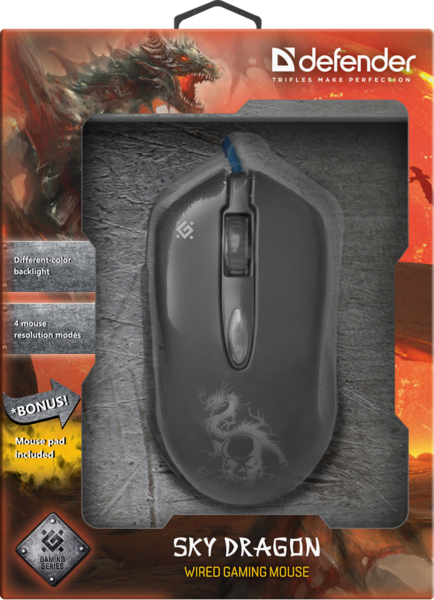 defender
TRIFLES MAKE PERFECTION
Different-color
backlight
4 mouse
resolution modes
*BONUS!
Mouse pad
included
GAMING
SERIES
SKY DRAGON
WIRED GAMING MOUSE